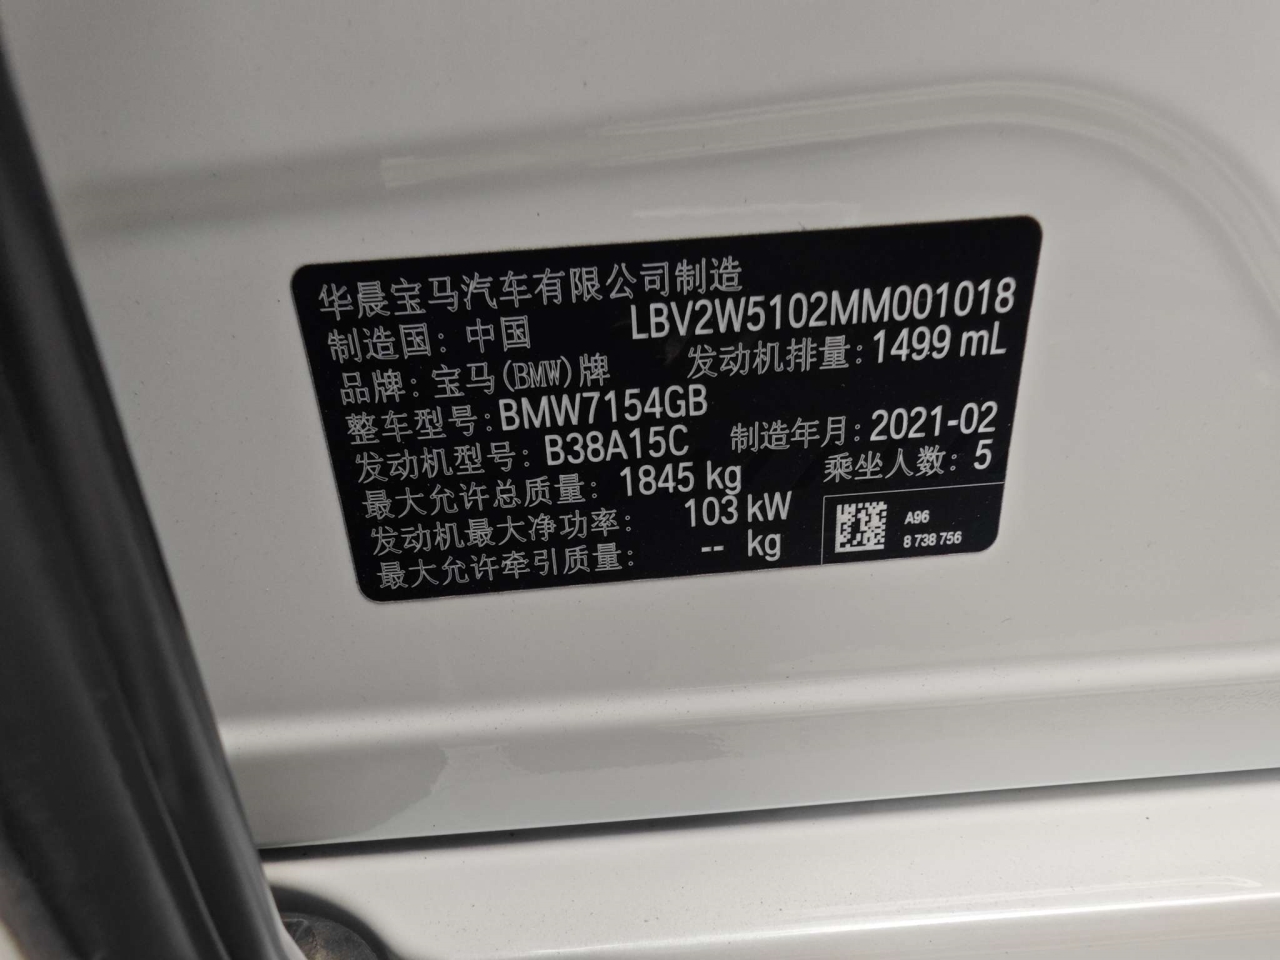 华晨宝马汽车有限公司制造
制造国：中国 LBV2W5102MM001018
品牌：宝马(BMW)牌 发动机排量：1499 mL
整车型号：BMW7154GB
发动机型号：B38A15C 制造年月：2021-02
最大允许总质量：1845 kg 乘坐人数：5
发动机最大净功率：103 kW
最大允许牵引质量：-- kg
A96
8 738 756